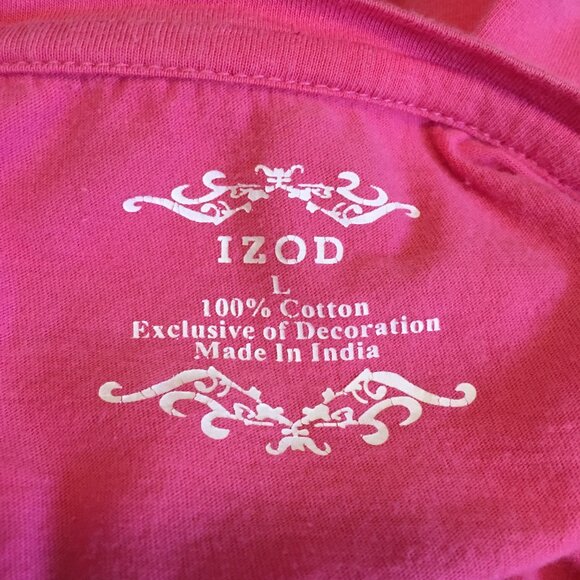 IZOD
L
100% Cotton
Exclusive of Decoration
Made In India